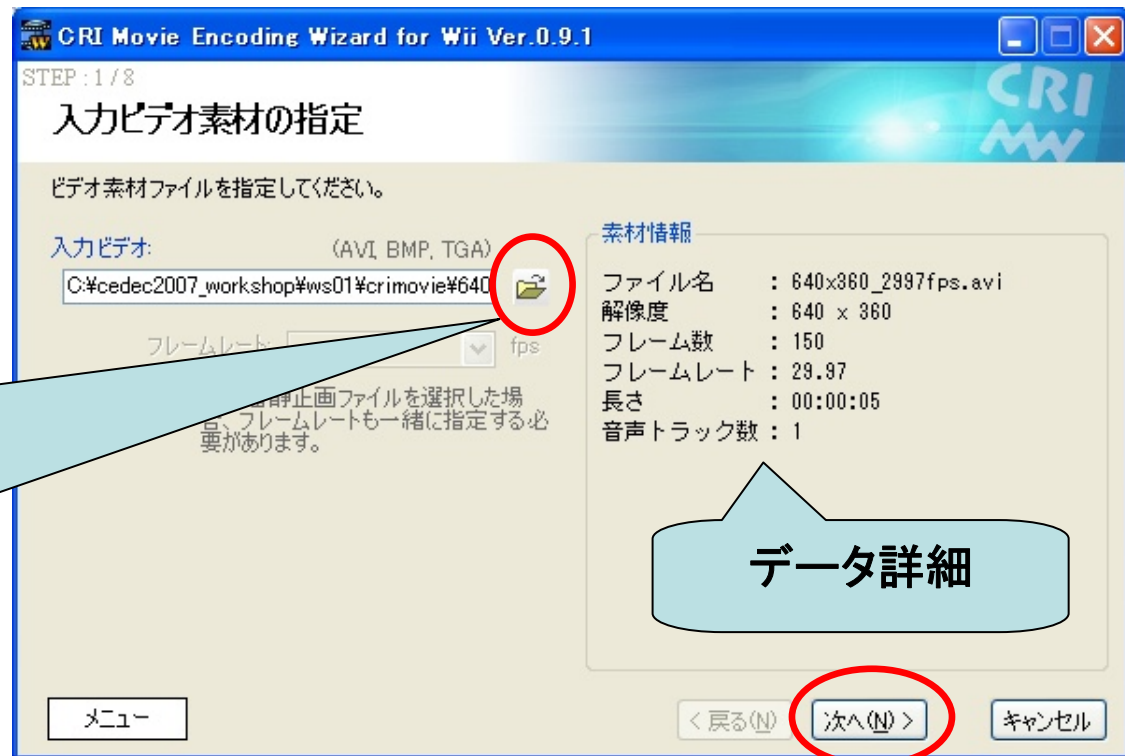 CRI Movie Encoding Wizard for Wii Ver.0.9.1
STEP:1/8
入力ビデオ素材の指定
CRI
MW
ビデオ素材ファイルを指定してください。
入力ビデオ: (AVI, BMP, TGA)
C:¥cedec2007_workshop¥ws01¥crimovie¥640
フレームレート: fps
静止画ファイルを選択した場
合、フレームレートも一緒に指定する必
要があります。
素材情報
ファイル名 : 640x360_2997fps.avi
解像度 : 640 x 360
フレーム数 : 150
フレームレート : 29.97
長さ : 00:00:05
音声トラック数 : 1
データ詳細
メニュー
< 戻る(N)
次へ(N) >
キャンセル